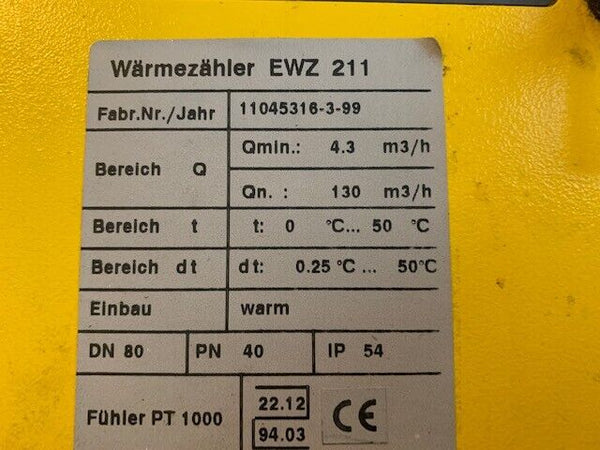 Wärmezähler EWZ 211
Fabr.Nr./Jahr 11045316-3-99
Bereich Q Qmin.: 4.3 m3/h
Qn. : 130 m3/h
Bereich t t: 0 °C... 50 °C
Bereich dt dt: 0.25 °C ... 50°C
Einbau warm
DN 80 PN 40 IP 54
Fühler PT 1000 22.12 CE
94.03